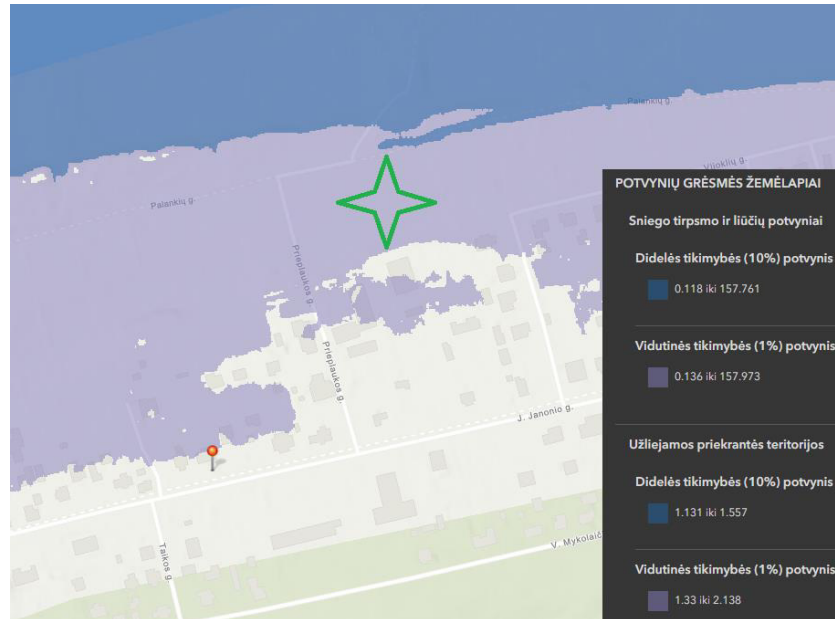 Palankių g.
Vijoklių g.
POTVYNIŲ GRĖSMĖS ŽEMĖLAPIAI
Palankių g.
Sniego tirpsmo ir liūčių potvyniai
Prieplaukos g.
Didelės tikimybės (10%) potvynis
0.118 iki 157.761
Prieplaukos g.
Vidutinės tikimybės (1%) potvynis
0.136 iki 157.973
J. Janonio g.
Užliejamos priekrantės teritorijos
Didelės tikimybės (10%) potvynis
1.131 iki 1.557
Taikos g.
V. Mykolaič
Vidutinės tikimybės (1%) potvynis
1.33 iki 2.138